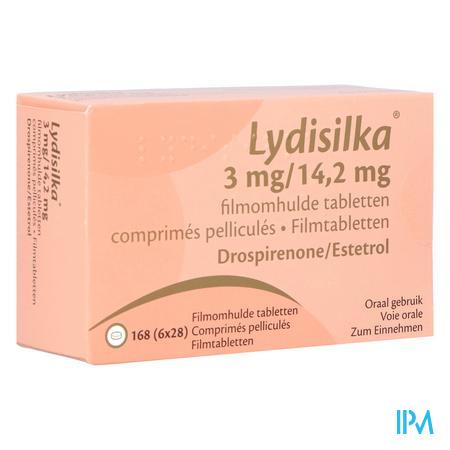 Lydisilka®
3 mg/14,2 mg
filmomhulde tabletten
comprimés pelliculés • Filmtabletten
Drospirenone/Estetrol
168 (6x28)
Filmomhulde tabletten
Comprimés pelliculés
Filmtabletten
Oraal gebruik
Voie orale
Zum Einnehmen
Lydisilka®
3 mg/14,2 mg
filmomhulde tabletten
comprimés pelliculés • Filmtabletten
Drospirenone/Estetrol
IPM